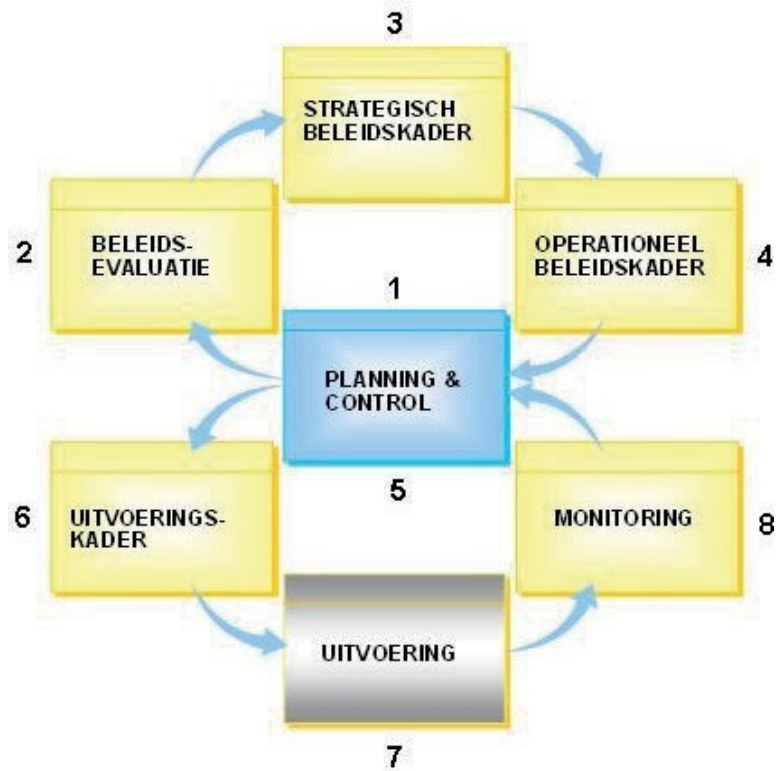 3
STRATEGISCH
BELEIDSKADER
2
BELEIDS-
EVALUATIE
OPERATIONEEL
BELEIDSKADER
4
1
PLANNING &
CONTROL
5
6
UITVOERINGS-
KADER
MONITORING
8
UITVOERING
7